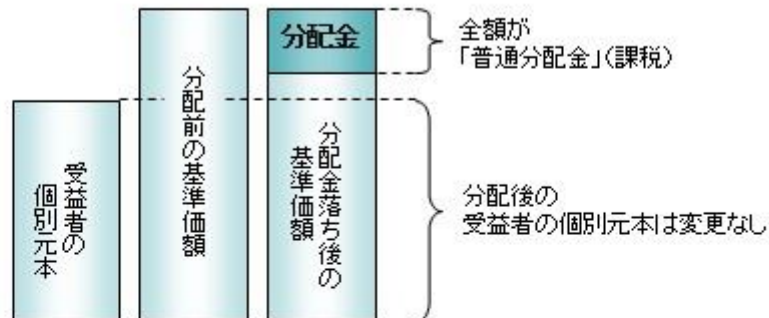 受益者の
個別元本
分配前の基準価額
分配金
分配金落ち後の
基準価額
全額が
「普通分配金」(課税)
分配後の
受益者の個別元本は変更なし